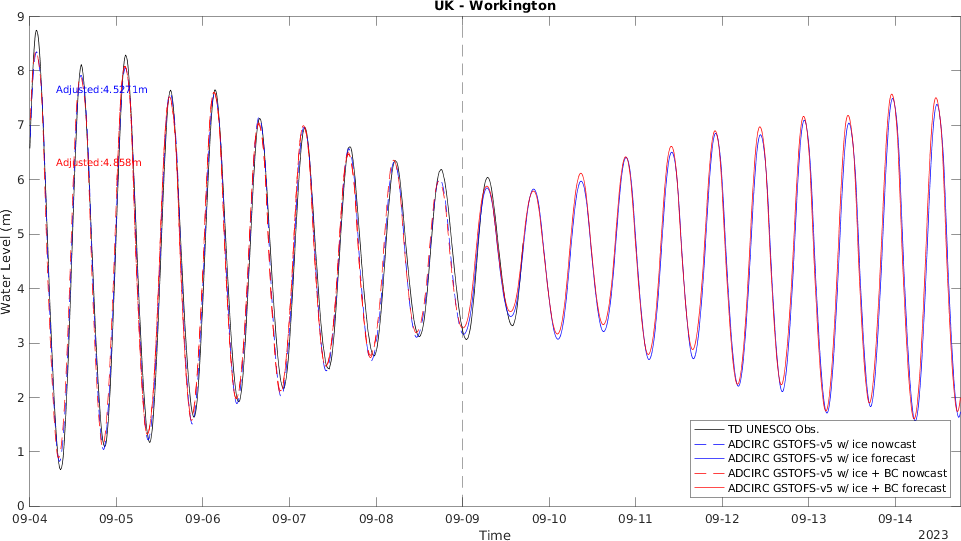 UK - Workington
9
8
7
6
5
4
3
2
1
0
Water Level (m)
Adjusted:4.5271m
Adjusted:4.858m
TD UNESCO Obs.
ADCIRC GSTOFS-v5 w/ ice nowcast
ADCIRC GSTOFS-v5 w/ ice forecast
ADCIRC GSTOFS-v5 w/ ice + BC nowcast
ADCIRC GSTOFS-v5 w/ ice + BC forecast
09-04 09-05 09-06 09-07 09-08 09-09 09-10 09-11 09-12 09-13 09-14
Time
2023